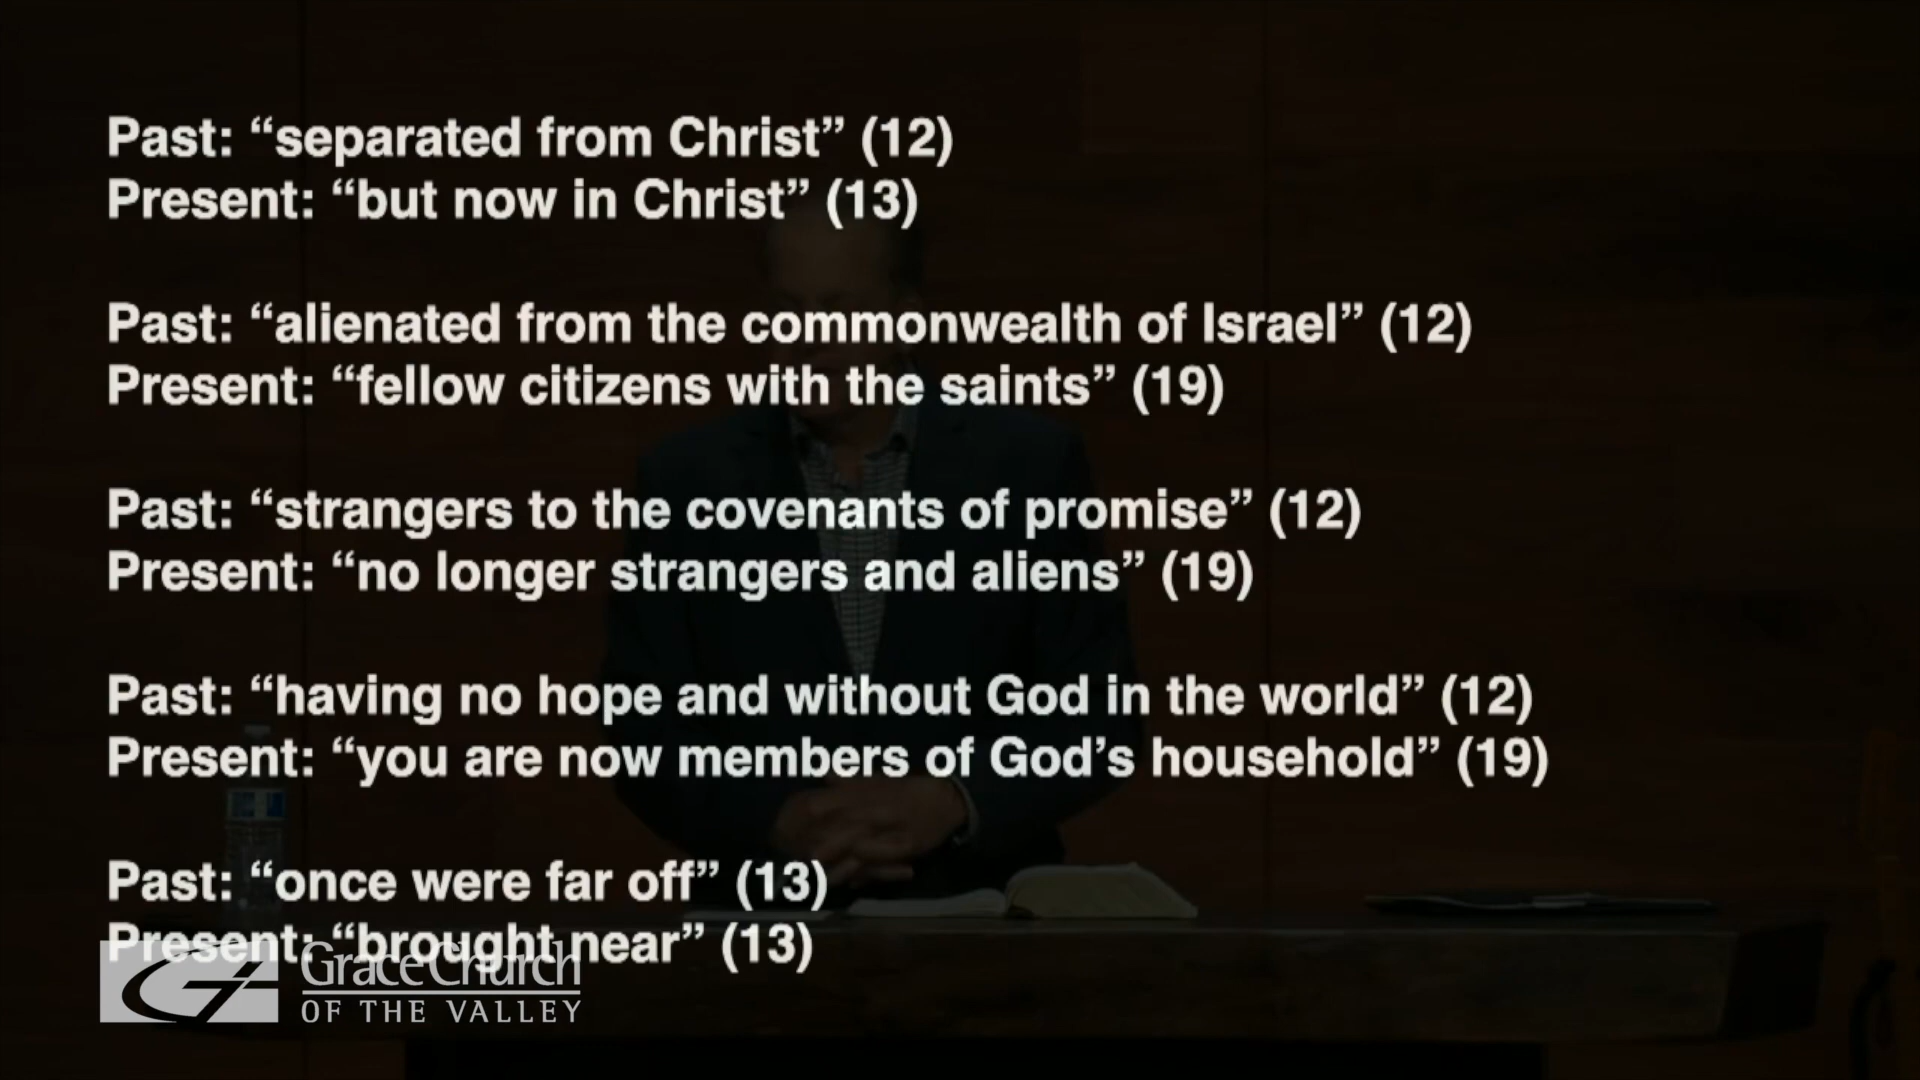 Past: “separated from Christ” (12)
Present: “but now in Christ” (13)
Past: “alienated from the commonwealth of Israel” (12)
Present: “fellow citizens with the saints” (19)
Past: “strangers to the covenants of promise” (12)
Present: “no longer strangers and aliens” (19)
Past: “having no hope and without God in the world” (12)
Present: “you are now members of God’s household” (19)
Past: “once were far off” (13)
Present: “brought near” (13)
Grace Church
OF THE VALLEY